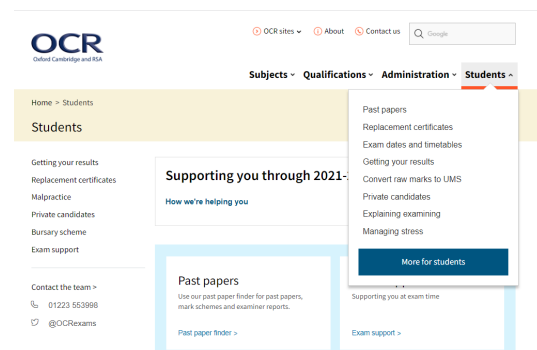 OCR
Oxford Cambridge and RSA
OCR sites
About
Contact us
Google
Subjects
Qualifications
Administration
Students
Home > Students
Students
Getting your results
Replacement certificates
Malpractice
Private candidates
Bursary scheme
Exam support
Contact the team >
01223 553998
@OCRexams
Supporting you through 2021-
How we're helping you
Past papers
Use our past paper finder for past papers,
mark schemes and examiner reports.
Past paper finder >
Supporting you at exam time
Exam support >
Past papers
Replacement certificates
Exam dates and timetables
Getting your results
Convert raw marks to UMS
Private candidates
Explaining examining
Managing stress
More for students